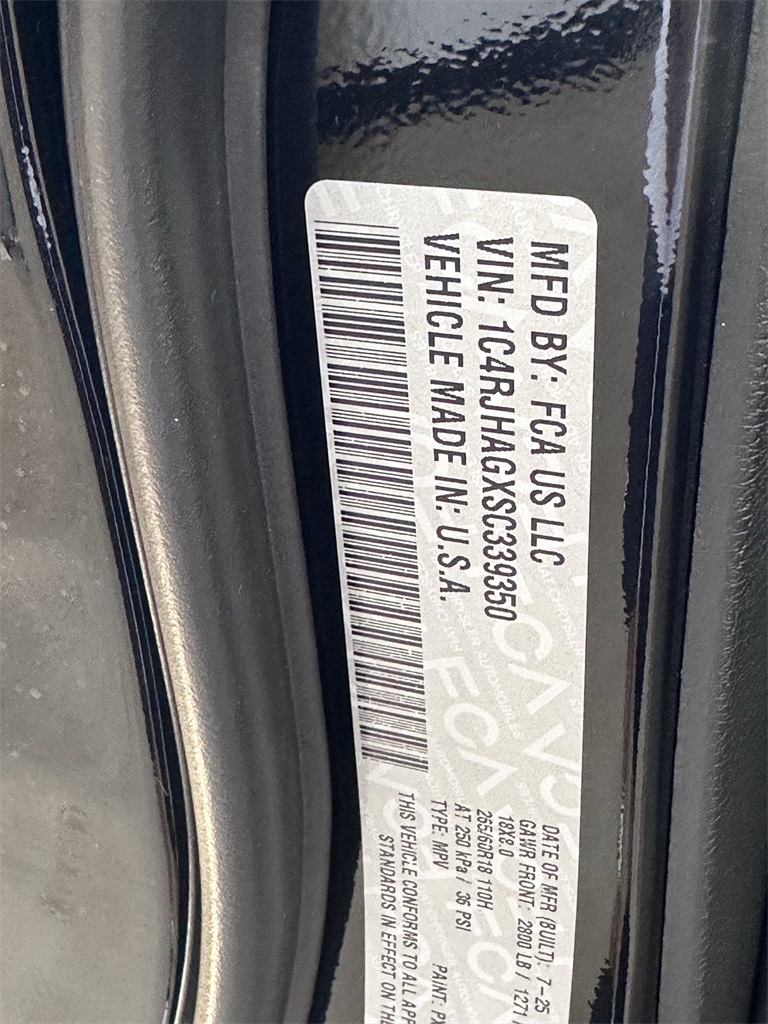 MFD BY: FCA US LLC
VIN: 1C4RJHAGXSC339350
VEHICLE MADE IN: U.S.A.
DATE OF MFR (BUILT): 7-25
GAWR FRONT: 2800 LB / 1271
18X8.0
265/60R18 110H
AT 250 kPa / 36 PSI
TYPE: MPV PAINT: PX
THIS VEHICLE CONFORMS TO ALL APP
STANDARDS IN EFFECT ON THE